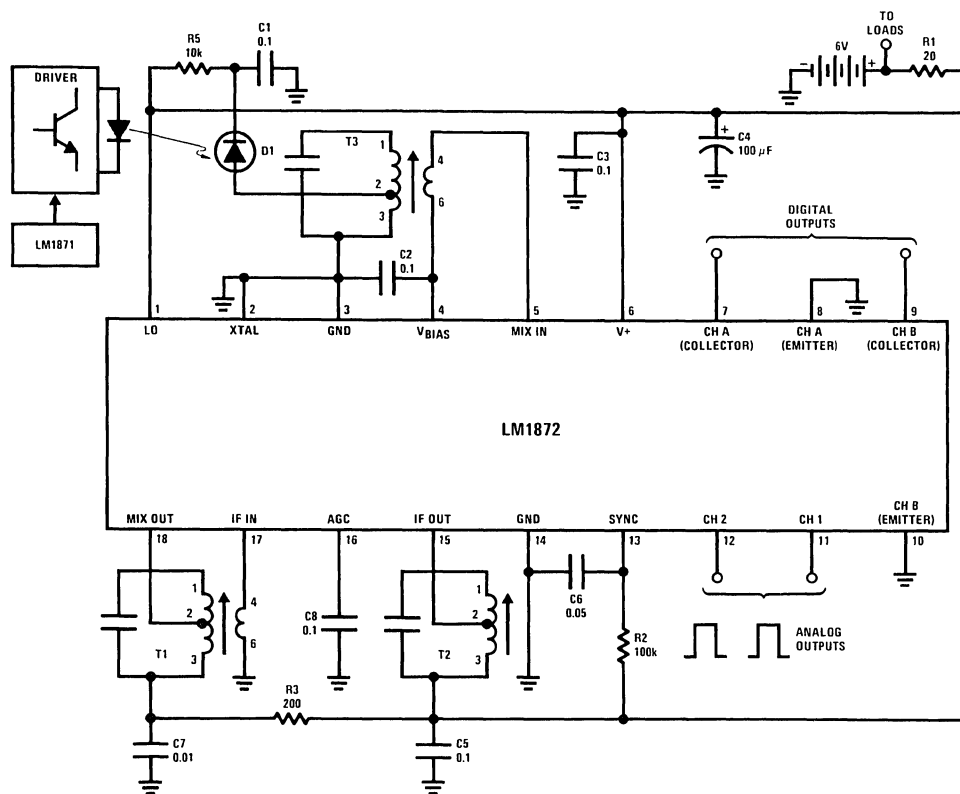 TO
LOADS
C1
0.1
R5
10k
6V
R1
20
DRIVER
-
+
D1
T3
1
2
3
4
6
C3
0.1
+
C4
100 μF
LM1871
C2
0.1
DIGITAL
OUTPUTS
1
2
3
4
5
6
7
8
9
LO
XTAL
GND
VBIAS
MIX IN
V+
CH A
(COLLECTOR)
CH A
(EMITTER)
CH B
(COLLECTOR)
LM1872
MIX OUT
IF IN
AGC
IF OUT
GND
SYNC
CH 2
CH 1
CH B
(EMITTER)
18
17
16
15
14
13
12
11
10
1
2
3
4
6
T1
C8
0.1
1
2
3
T2
C6
0.05
R2
100k
ANALOG
OUTPUTS
R3
200
C7
0.01
C5
0.1